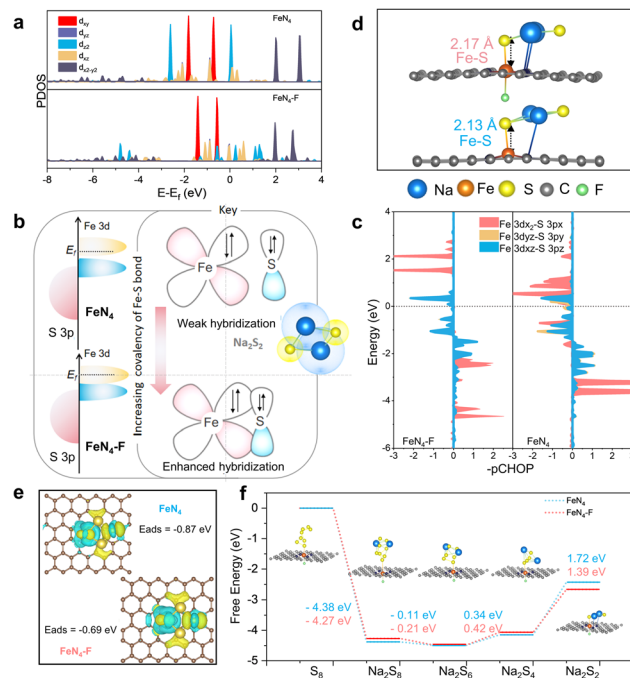 a
FeN4
dxy
dyz
dz2
dxz
dx2-y2
PDOS
FeN4-F
-8 -6 -4 -2 0 2 4
E-Ef (eV)
d
2.17 Å
Fe-S
2.13 Å
Fe-S
Na Fe S C F
b
Key
Fe 3d
Ef
FeN4
S 3p
Fe 3d
Ef
FeN4-F
S 3p
Increasing covalency of Fe-S bond
Fe
S
Weak hybridization
Na2S2
Fe
S
Enhanced hybridization
c
Fe 3dx2-S 3px
Fe 3dyz-S 3py
Fe 3dxz-S 3pz
Energy (eV)
4
2
0
-2
-4
-6
FeN4-F
FeN4
-3 -2 -1 0 1 2 -3 -2 -1 0 1
-pCHOP
e
FeN4
Eads = -0.87 eV
Eads = -0.69 eV
FeN4-F
f
FeN4
FeN4-F
Free Energy (eV)
0
-1
-2
-3
-4
-5
- 4.38 eV
- 4.27 eV
-0.11 eV
- 0.21 eV
0.34 eV
0.42 eV
1.72 eV
1.39 eV
S8 Na2S8 Na2S6 Na2S4 Na2S2